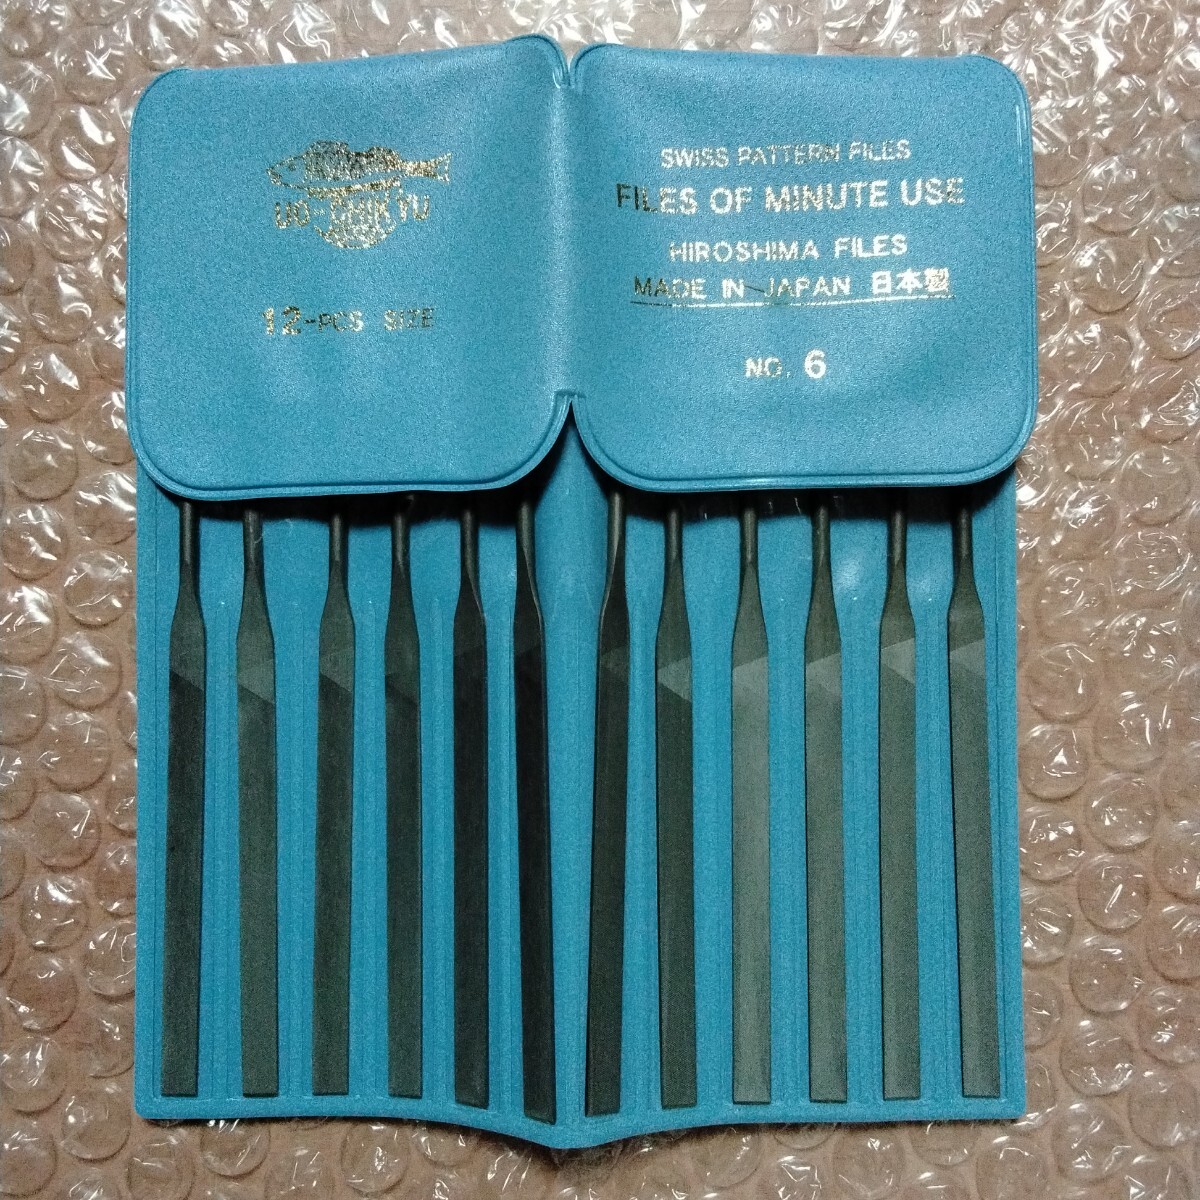 UO-CHIKYU
12-PCS SIZE
SWISS PATTERN FILES
FILES OF MINUTE USE
HIROSHIMA FILES
MADE IN JAPAN 日本製
NO. 6